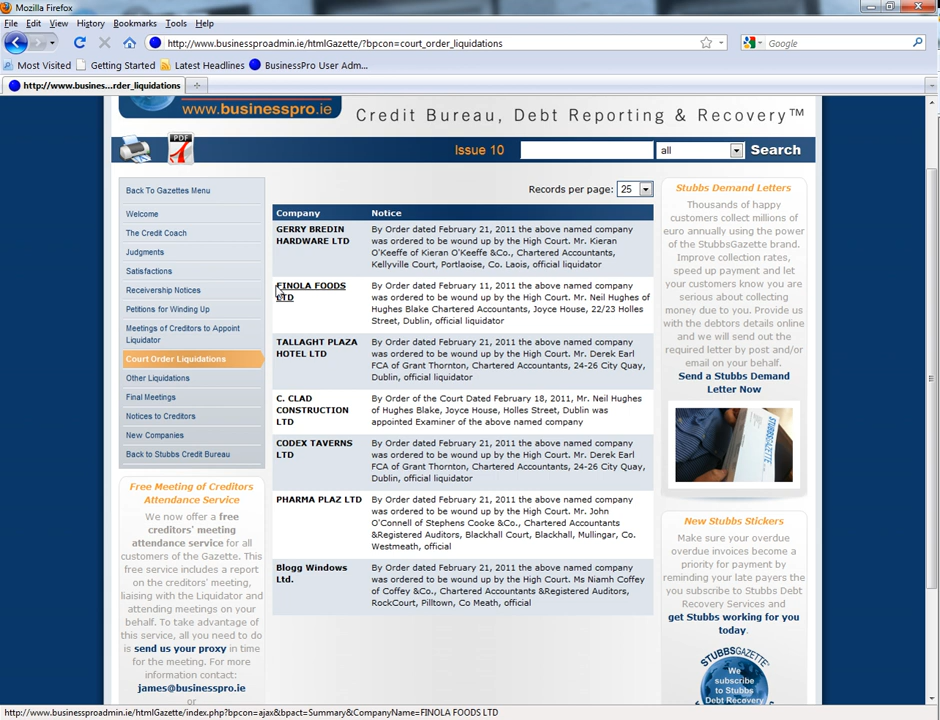 Mozilla Firefox
File Edit View History Bookmarks Tools Help
http://www.businessproadmin.ie/htmlGazette/?bpcon=court_order_liquidations
Google
Most Visited Getting Started Latest Headlines BusinessPro User Adm...
http://www.busines...rder_liquidations
www.businesspro.ie
Credit Bureau, Debt Reporting & Recovery™
PDF
Issue 10
all
Search
Back To Gazettes Menu
Welcome
The Credit Coach
Judgments
Satisfactions
Receivership Notices
Petitions for Winding Up
Meetings of Creditors to Appoint
Liquidator
Court Order Liquidations
Other Liquidations
Final Meetings
Notices to Creditors
New Companies
Back to Stubbs Credit Bureau
Free Meeting of Creditors
Attendance Service
We now offer a free
creditors' meeting
attendance service for all
customers of the Gazette. This
free service includes a report
on the creditors' meeting,
liaising with the Liquidator and
attending meetings on your
behalf. To take advantage of
this service, all you need to do
is send us your proxy in time
for the meeting. For more
information contact:
james@businesspro.ie
or
Records per page: 25
Company Notice
GERRY BREDIN
HARDWARE LTD
By Order dated February 21, 2011 the above named company
was ordered to be wound up by the High Court. Mr. Kieran
O'Keeffe of Kieran O'Keeffe &Co., Chartered Accountants,
Kellyville Court, Portlaoise, Co. Laois, official liquidator
FINOLA FOODS
LTD
By Order dated February 11, 2011 the above named company
was ordered to be wound up by the High Court. Mr. Neil Hughes of
Hughes Blake Chartered Accountants, Joyce House, 22/23 Holles
Street, Dublin, official liquidator
TALLAGHT PLAZA
HOTEL LTD
By Order dated February 21, 2011 the above named company
was ordered to be wound up by the High Court. Mr. Derek Earl
FCA of Grant Thornton, Chartered Accountants, 24-26 City Quay,
Dublin, official liquidator
C. CLAD
CONSTRUCTION
LTD
By Order of the Court Dated February 18, 2011, Mr. Neil Hughes
of Hughes Blake, Joyce House, Holles Street, Dublin was
appointed Examiner of the above named company
CODEX TAVERNS
LTD
By Order dated February 21, 2011 the above named company
was ordered to be wound up by the High Court. Mr. Derek Earl
FCA of Grant Thornton, Chartered Accountants, 24-26 City Quay,
Dublin, official liquidator
PHARMA PLAZ LTD
By Order dated February 21, 2011 the above named company
was ordered to be wound up by the High Court. Mr. John
O'Connell of Stephens Cooke &Co., Chartered Accountants
&Registered Auditors, Blackhall Court, Blackhall, Mullingar, Co.
Westmeath, official
Blogg Windows
Ltd.
By Order dated February 21, 2011 the above named company
was ordered to be wound up by the High Court. Ms Niamh Coffey
of Coffey &Co., Chartered Accountants &Registered Auditors,
RockCourt, Pilltown, Co Meath, official
Stubbs Demand Letters
Thousands of happy
customers collect millions of
euro annually using the power
of the StubbsGazette brand.
Improve collection rates,
speed up payment and let
your customers know you are
serious about collecting
money due to you. Provide us
with the debtors details online
and we will send out the
required letter by post and/or
email on your behalf.
Send a Stubbs Demand
Letter Now
New Stubbs Stickers
Make sure your overdue
overdue invoices become a
priority for payment by
reminding your late payers the
you subscribe to Stubbs Debt
Recovery Services and
get Stubbs working for you
today.
STUBBSGAZETTE
We
subscribe
to Stubbs
Debt Recovery
http://www.businessproadmin.ie/htmlGazette/index.php?bpcon=ajax&bpact=Summary&CompanyName=FINOLA FOODS LTD